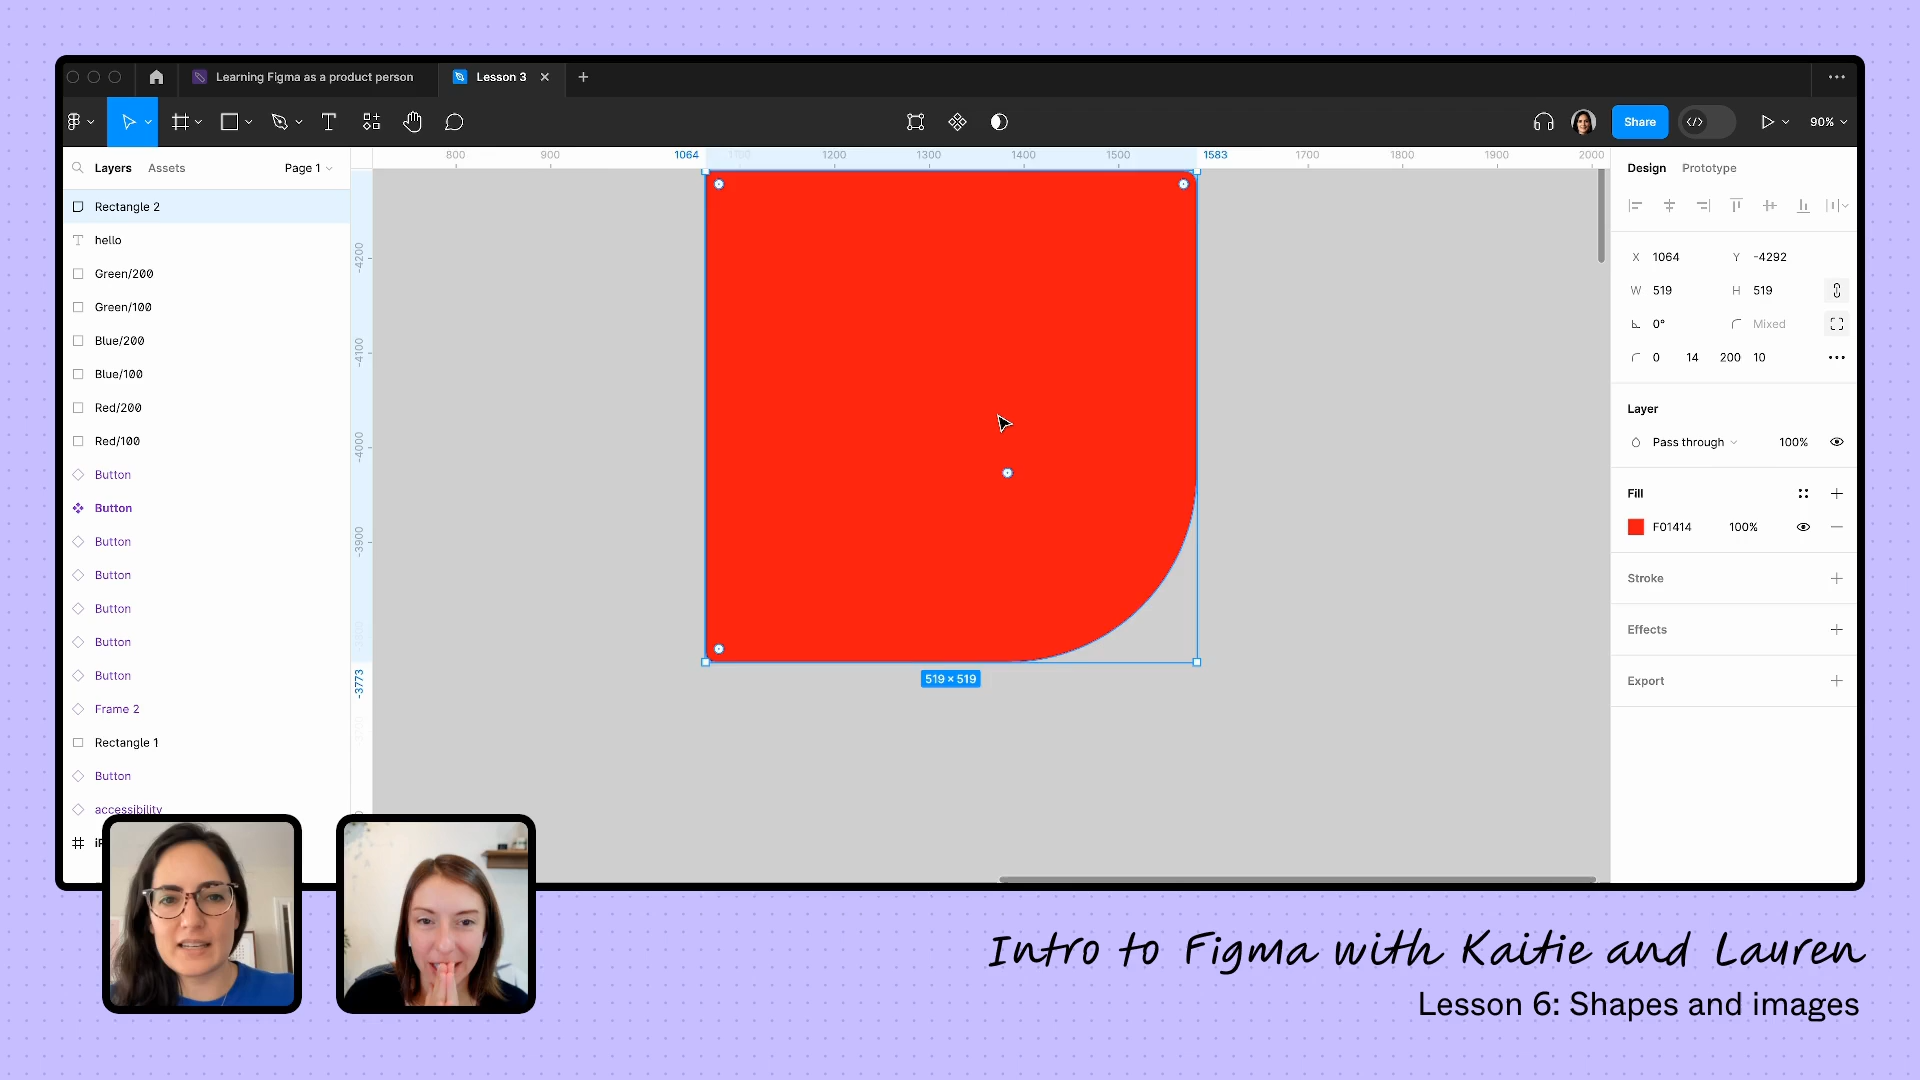 Learning Figma as a product person
Lesson 3
Share
90%
Layers
Assets
Page 1
800
900
1064
1200
1300
1400
1500
1583
1700
1800
1900
2000
Design
Prototype
Rectangle 2
hello
Green/200
Green/100
Blue/200
Blue/100
Red/200
Red/100
Button
Button
Button
Button
Button
Button
Button
Frame 2
Rectangle 1
Button
accessibility
-4200
-4100
-4000
-3900
-3773
519 × 519
X 1064
Y -4292
W 519
H 519
0°
Mixed
0 14 200 10
Layer
Pass through 100%
Fill
F01414 100%
Stroke
Effects
Export
Intro to Figma with Kaitie and Lauren
Lesson 6: Shapes and images